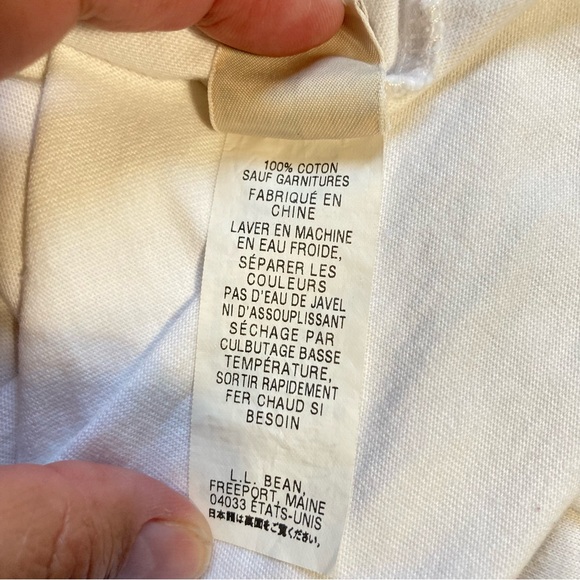 100% COTON
SAUF GARNITURES
FABRIQUÉ EN
CHINE
LAVER EN MACHINE
EN EAU FROIDE,
SÉPARER LES
COULEURS
PAS D'EAU DE JAVEL
NI D'ASSOUPLISSANT
SÉCHAGE PAR
CULBUTAGE BASSE
TEMPÉRATURE,
SORTIR RAPIDEMENT
FER CHAUD SI
BESOIN
L.L. BEAN,
FREEPORT, MAINE
04033 ÉTATS-UNIS
日本語は裏面をご覧ください。